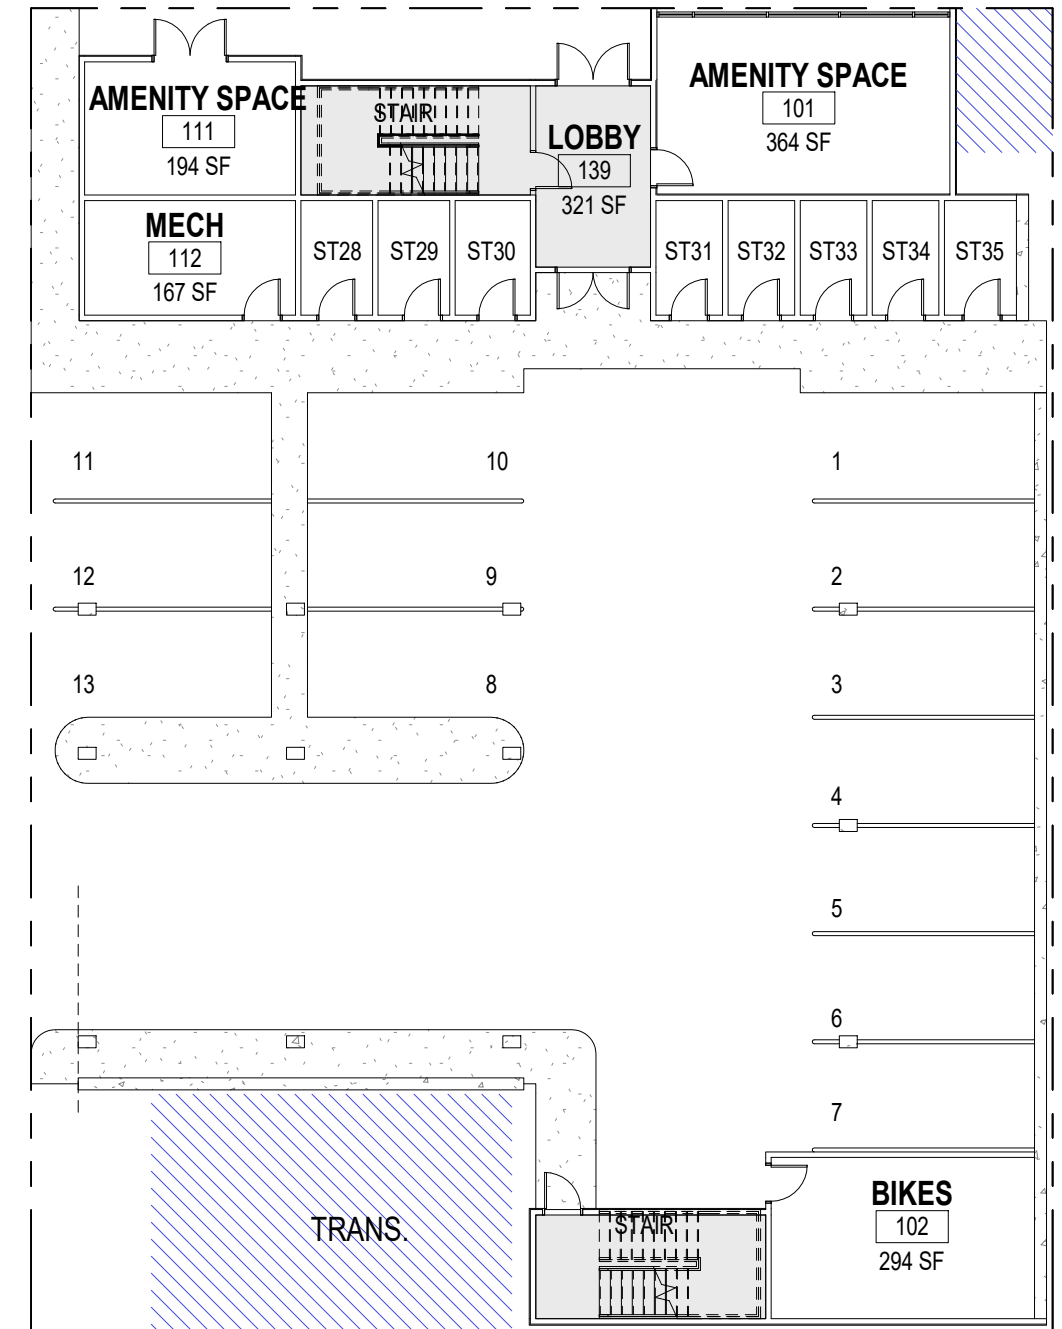 AMENITY SPACE
111
194 SF
STAIR
LOBBY
139
321 SF
AMENITY SPACE
101
364 SF
MECH
112
167 SF
ST28
ST29
ST30
ST31
ST32
ST33
ST34
ST35
11
10
1
12
9
2
13
8
3
4
5
6
7
TRANS.
STAIR
BIKES
102
294 SF